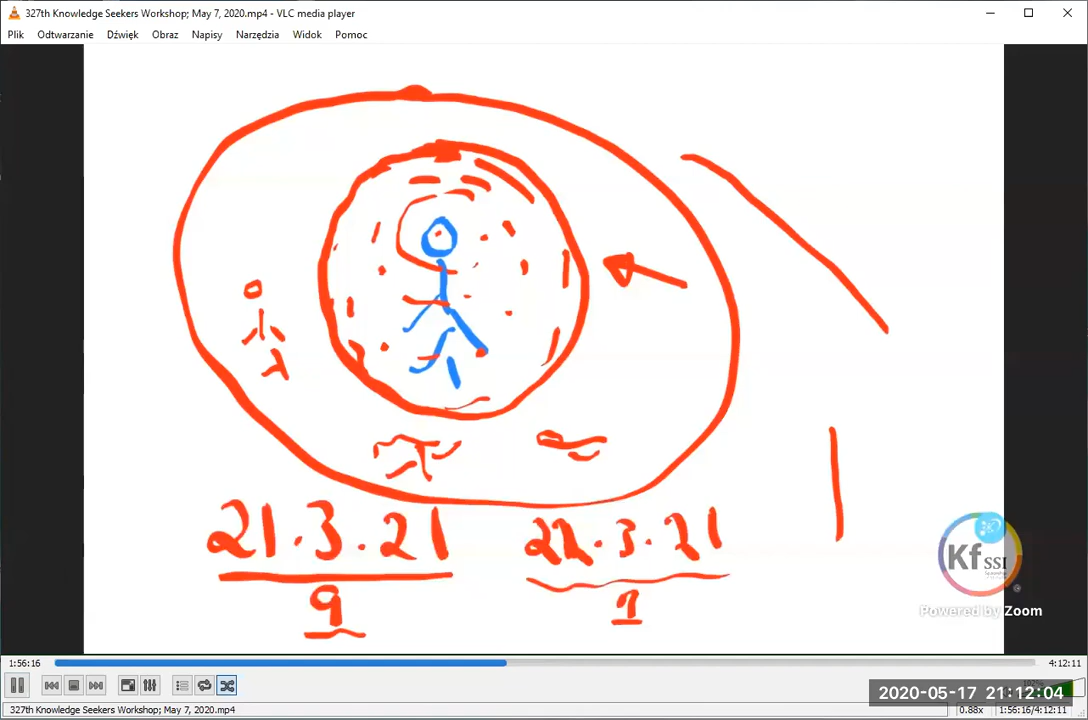 327th Knowledge Seekers Workshop; May 7, 2020.mp4 - VLC media player
Plik Odtwarzanie Dźwięk Obraz Napisy Narzędzia Widok Pomoc
21.3.21 22.3.21
9 1
Kf SSI
Powered by Zoom
1:56:16 4:12:11
102%
2020-05-17 21:12:04
327th Knowledge Seekers Workshop; May 7, 2020.mp4 0.88x 1:56:16/4:12:11